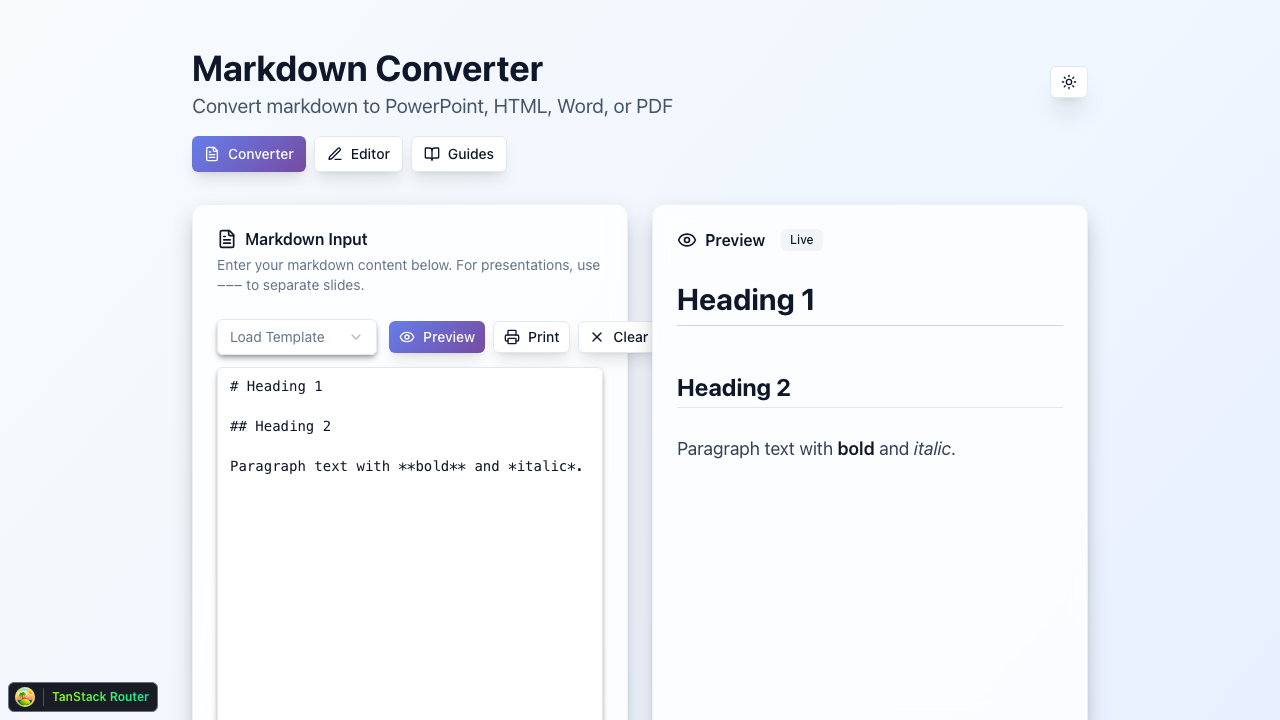 Markdown Converter
Convert markdown to PowerPoint, HTML, Word, or PDF
Converter
Editor
Guides
Markdown Input
Enter your markdown content below. For presentations, use
--- to separate slides.
Load Template
Preview
Print
Clear
# Heading 1
## Heading 2
Paragraph text with **bold** and *italic*.
Preview
Live
Heading 1
Heading 2
Paragraph text with bold and italic.
TanStack Router